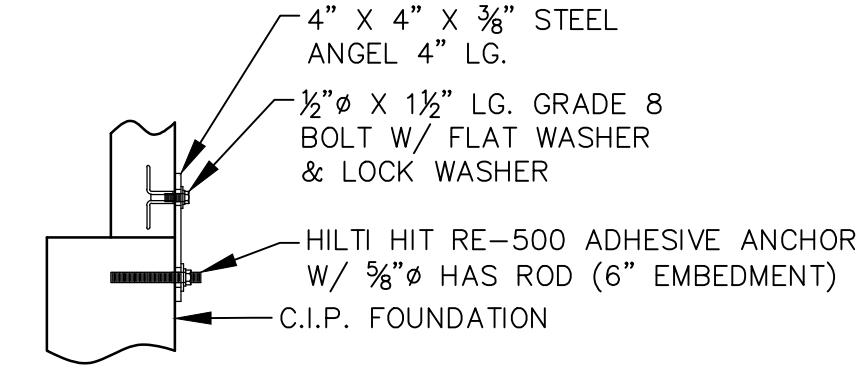 4” X 4” X ⅜” STEEL
ANGEL 4” LG.
½”ø X 1½” LG. GRADE 8
BOLT W/ FLAT WASHER
& LOCK WASHER
HILTI HIT RE–500 ADHESIVE ANCHOR
W/ ⅝”ø HAS ROD (6” EMBEDMENT)
C.I.P. FOUNDATION